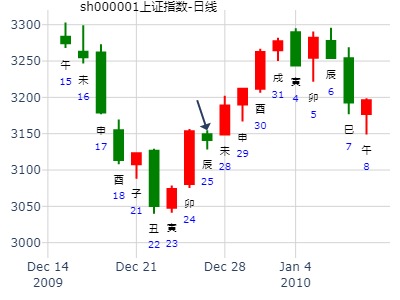 sh000001上证指数-日线
3300
3250
3200
3150
3100
3050
3000
午
15
未
16
申
17
酉
18
子
21
丑
22
寅
23
卯
24
辰
25
未
28
申
29
酉
30
戌
31
寅
4
卯
5
辰
6
巳
7
午
8
Dec 14
2009
Dec 21
Dec 28
Jan 4
2010